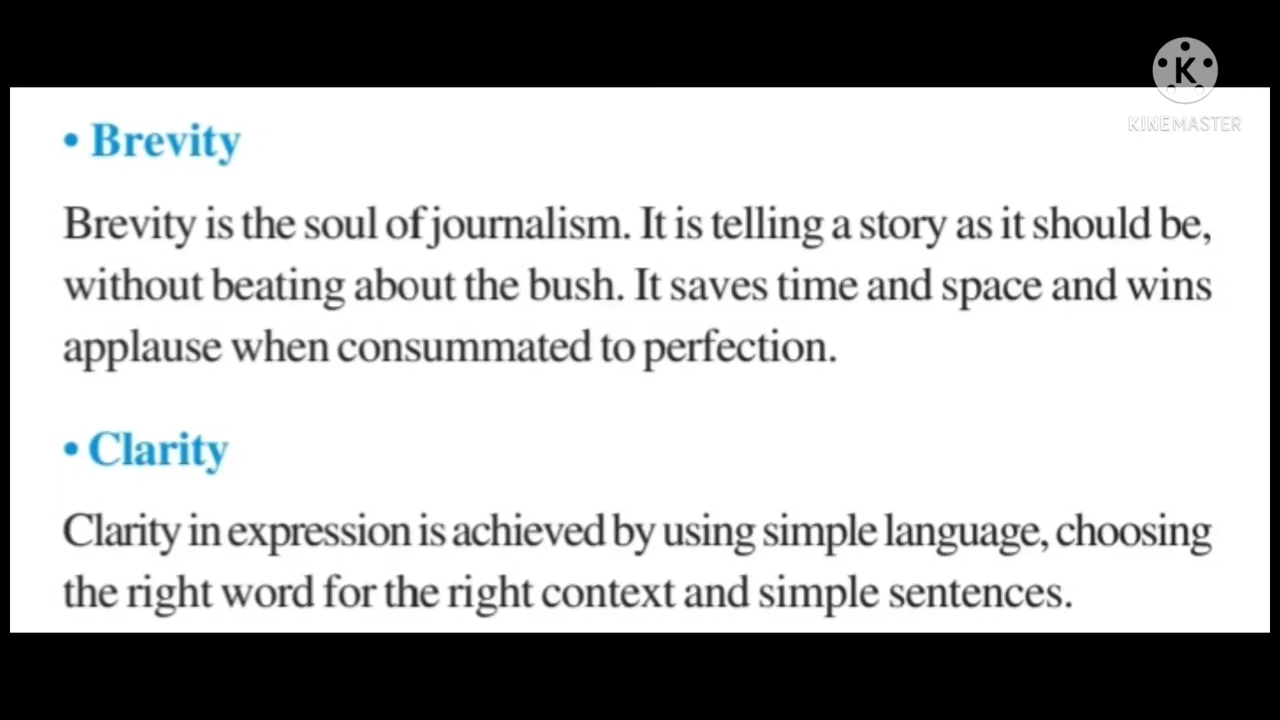 K
KINEMASTER
• Brevity
Brevity is the soul of journalism. It is telling a story as it should be,
without beating about the bush. It saves time and space and wins
applause when consummated to perfection.
• Clarity
Clarity in expression is achieved by using simple language, choosing
the right word for the right context and simple sentences.